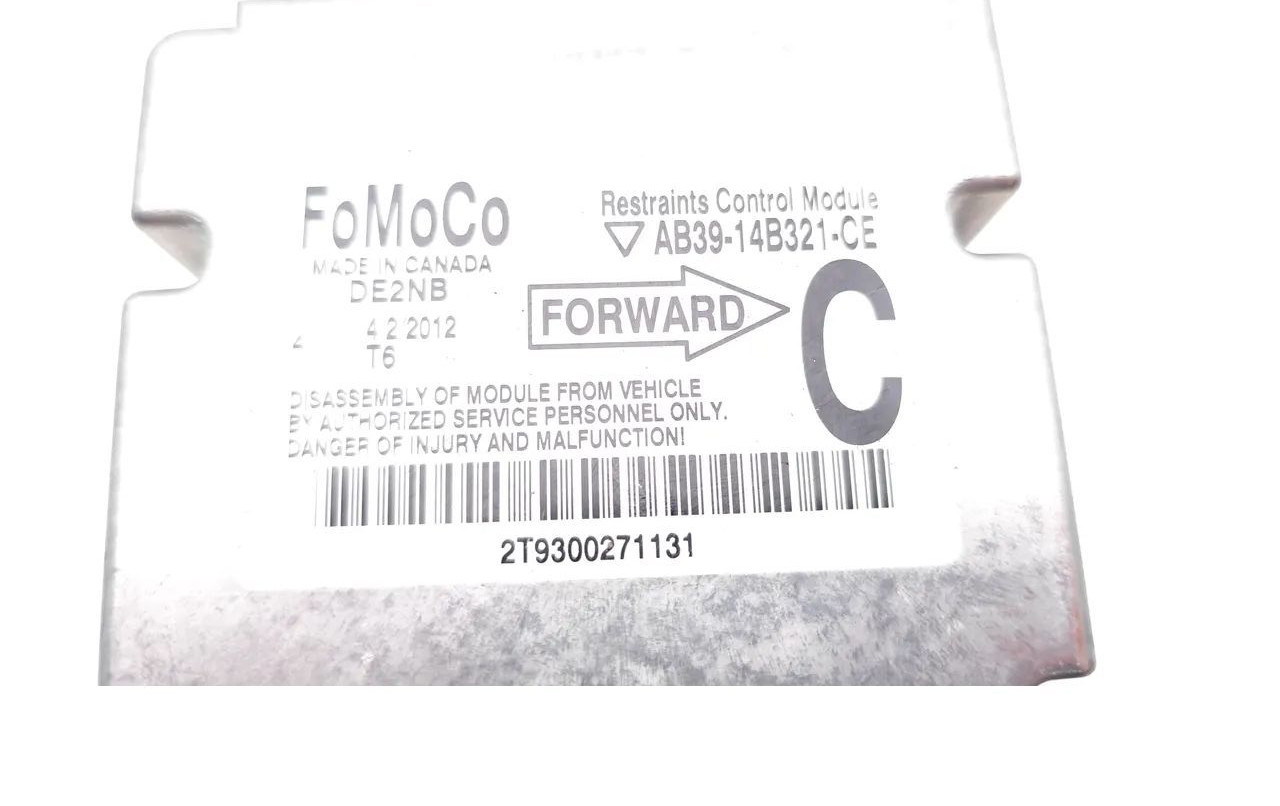 FoMoCo
MADE IN CANADA
DE2NB
4 4 2 2012
T6
Restraints Control Module
AB39-14B321-CE
FORWARD
C
DISASSEMBLY OF MODULE FROM VEHICLE
BY AUTHORIZED SERVICE PERSONNEL ONLY.
DANGER OF INJURY AND MALFUNCTION!
2T9300271131